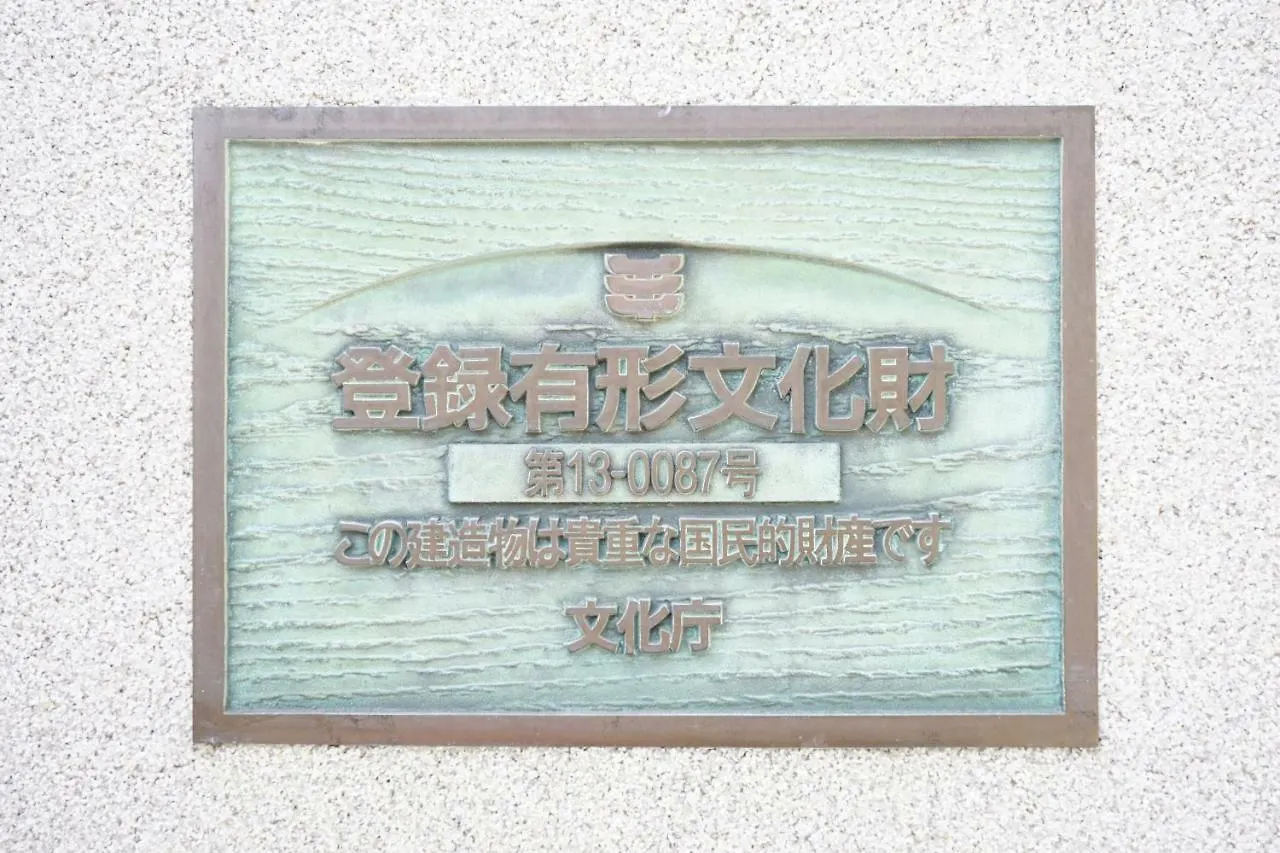 登録有形文化財
第13-0087号
この建造物は貴重な国民的財産です
文化庁